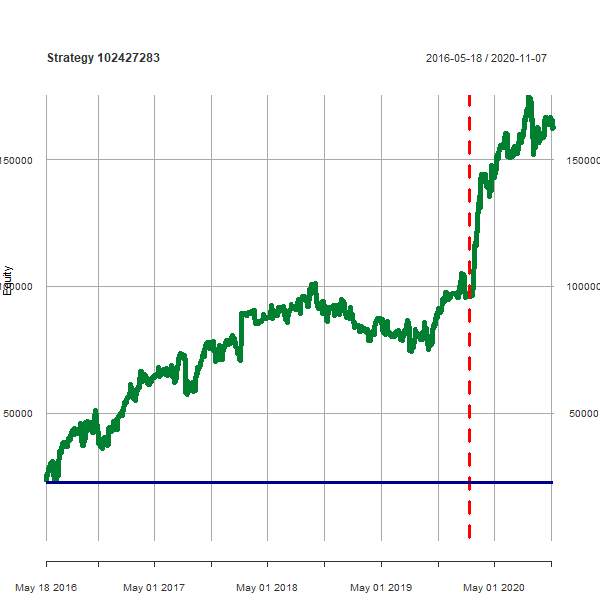 Strategy 102427283 2016-05-18 / 2020-11-07
150000 150000
100000 100000
Equity
50000 50000
May 18 2016 May 01 2017 May 01 2018 May 01 2019 May 01 2020